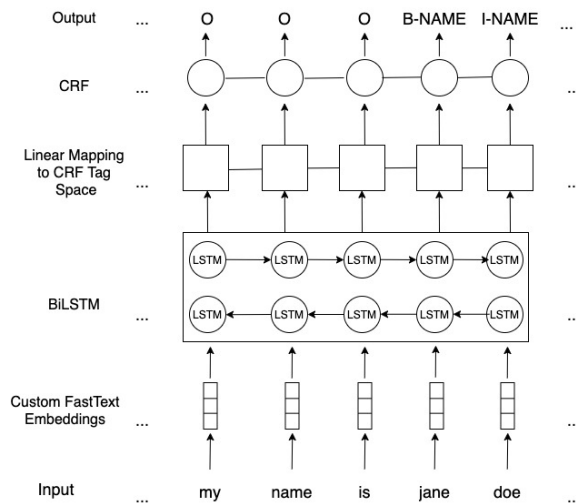 Output ... O O O B-NAME I-NAME ...
CRF ... ..
Linear Mapping
to CRF Tag ... ..
Space
LSTM LSTM LSTM LSTM LSTM
BiLSTM ... ..
LSTM LSTM LSTM LSTM LSTM
Custom FastText
Embeddings ... ..
Input ... my name is jane doe ..